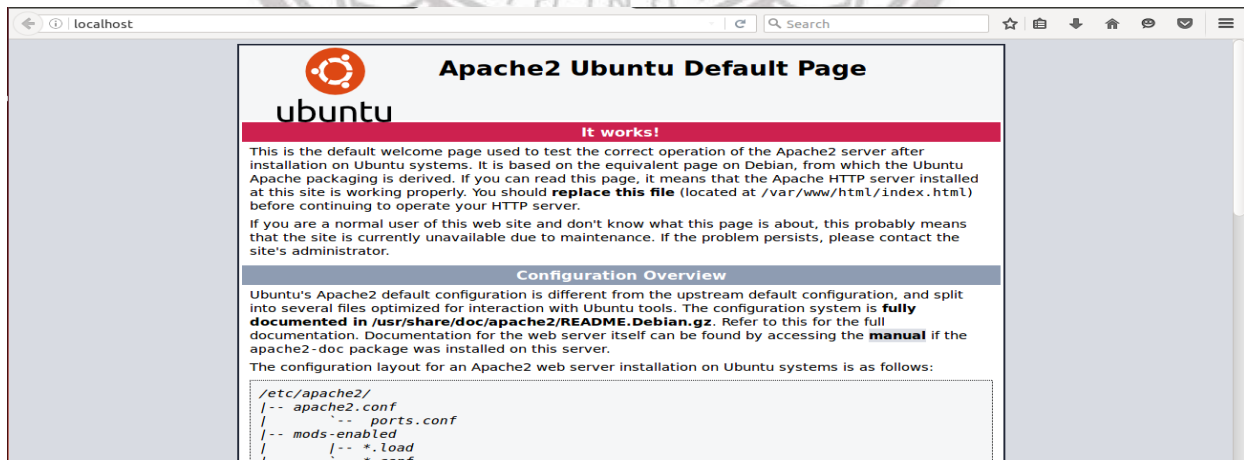 localhost
Search
Apache2 Ubuntu Default Page
ubuntu
It works!
This is the default welcome page used to test the correct operation of the Apache2 server after
installation on Ubuntu systems. It is based on the equivalent page on Debian, from which the Ubuntu
Apache packaging is derived. If you can read this page, it means that the Apache HTTP server installed
at this site is working properly. You should replace this file (located at /var/www/html/index.html)
before continuing to operate your HTTP server.
If you are a normal user of this web site and don't know what this page is about, this probably means
that the site is currently unavailable due to maintenance. If the problem persists, please contact the
site's administrator.
Configuration Overview
Ubuntu's Apache2 default configuration is different from the upstream default configuration, and split
into several files optimized for interaction with Ubuntu tools. The configuration system is fully
documented in /usr/share/doc/apache2/README.Debian.gz. Refer to this for the full
documentation. Documentation for the web server itself can be found by accessing the manual if the
apache2-doc package was installed on this server.
The configuration layout for an Apache2 web server installation on Ubuntu systems is as follows:
/etc/apache2/
|-- apache2.conf
|       `--  ports.conf
|-- mods-enabled
|       |-- *.load
|       `-- *.conf